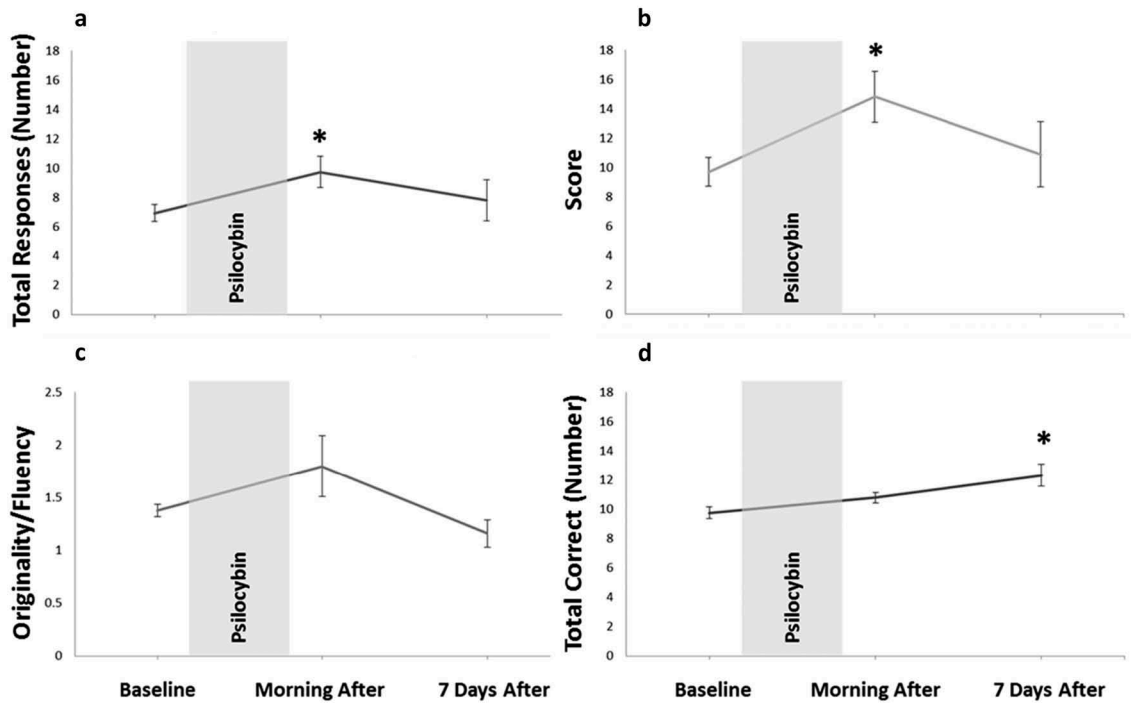 a
Total Responses (Number)
18
16
14
12
10
8
6
4
2
0
*
Psilocybin
b
Score
18
16
14
12
10
8
6
4
2
0
*
Psilocybin
c
Originality/Fluency
2.5
2
1.5
1
0.5
0
Psilocybin
Baseline
Morning After
7 Days After
d
Total Correct (Number)
18
16
14
12
10
8
6
4
2
0
*
Psilocybin
Baseline
Morning After
7 Days After